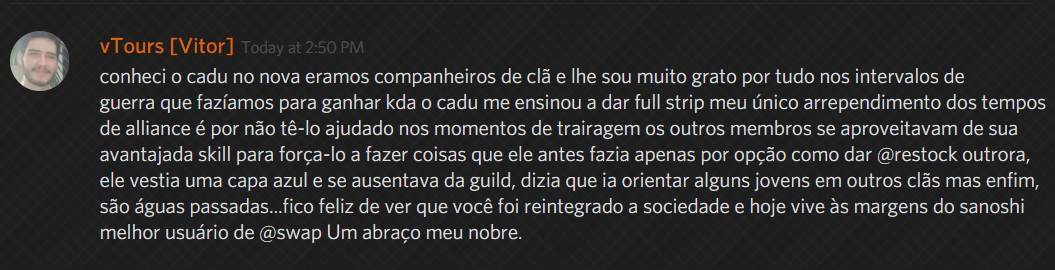 vTours [Vitor] Today at 2:50 PM
conheci o cadu no nova eramos companheiros de clã e lhe sou muito grato por tudo nos intervalos de
guerra que fazíamos para ganhar kda o cadu me ensinou a dar full strip meu único arrependimento dos tempos
de alliance é por não tê-lo ajudado nos momentos de trairagem os outros membros se aproveitavam de sua
avantajada skill para força-lo a fazer coisas que ele antes fazia apenas por opção como dar @restock outrora,
ele vestia uma capa azul e se ausentava da guild, dizia que ia orientar alguns jovens em outros clãs mas enfim,
são águas passadas...fico feliz de ver que você foi reintegrado a sociedade e hoje vive às margens do sanoshi
melhor usuário de @swap Um abraço meu nobre.